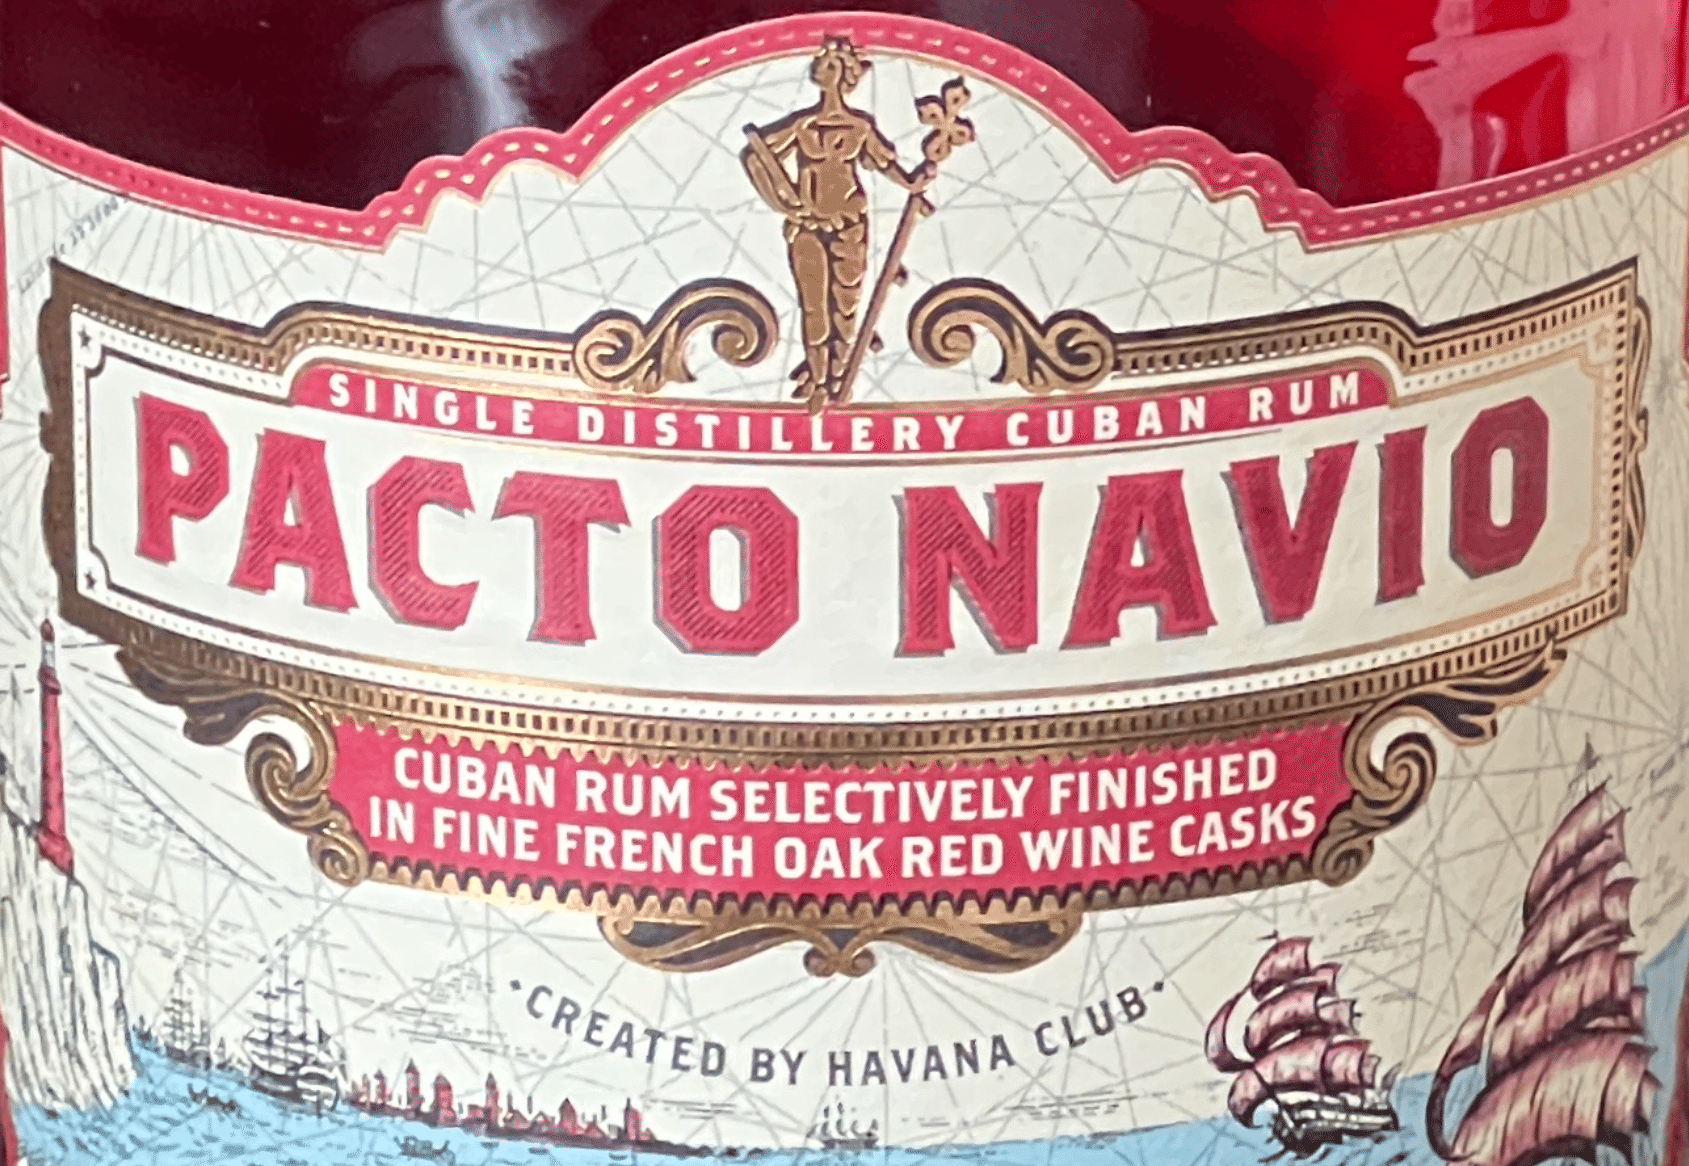 SINGLE DISTILLERY CUBAN RUM
PACTO NAVIO
CUBAN RUM SELECTIVELY FINISHED
IN FINE FRENCH OAK RED WINE CASKS
·CREATED BY HAVANA CLUB·